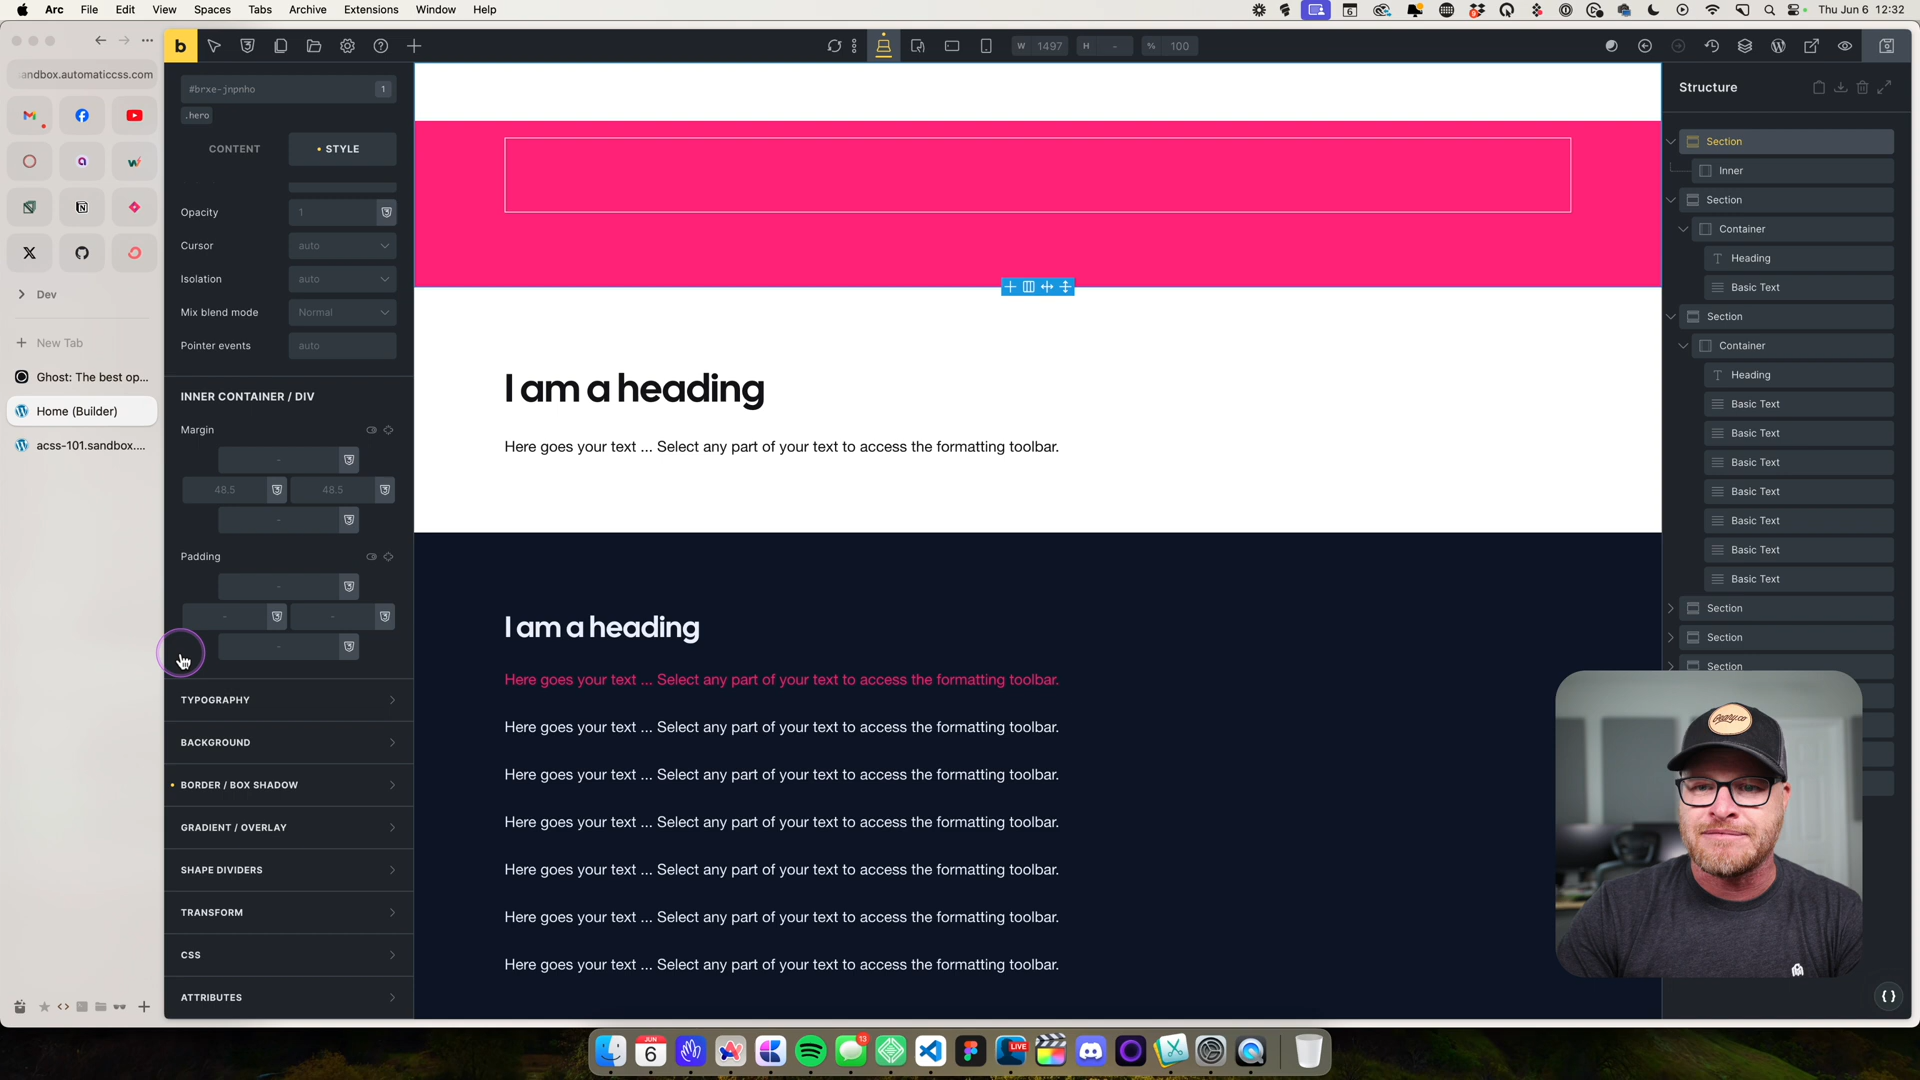 Arc File Edit View Spaces Tabs Archive Extensions Window Help
Thu Jun 6 12:32
andbox.automaticcss.com
b
W 1497 H - % 100
#brxe-jnpnho 1
.hero
CONTENT STYLE
Opacity 1
Cursor auto
Isolation auto
Mix blend mode Normal
Pointer events auto
INNER CONTAINER / DIV
Margin
-
48.5 48.5
-
Padding
-
- -
-
TYPOGRAPHY
BACKGROUND
BORDER / BOX SHADOW
GRADIENT / OVERLAY
SHAPE DIVIDERS
TRANSFORM
CSS
ATTRIBUTES
Dev
New Tab
Ghost: The best op...
Home (Builder)
acss-101.sandbox....
I am a heading
Here goes your text ... Select any part of your text to access the formatting toolbar.
I am a heading
Here goes your text ... Select any part of your text to access the formatting toolbar.
Here goes your text ... Select any part of your text to access the formatting toolbar.
Here goes your text ... Select any part of your text to access the formatting toolbar.
Here goes your text ... Select any part of your text to access the formatting toolbar.
Here goes your text ... Select any part of your text to access the formatting toolbar.
Here goes your text ... Select any part of your text to access the formatting toolbar.
Here goes your text ... Select any part of your text to access the formatting toolbar.
Structure
Section
Inner
Section
Container
Heading
Basic Text
Section
Container
Heading
Basic Text
Basic Text
Basic Text
Basic Text
Basic Text
Basic Text
Basic Text
Section
Section
Section
JUN
6
13
LIVE